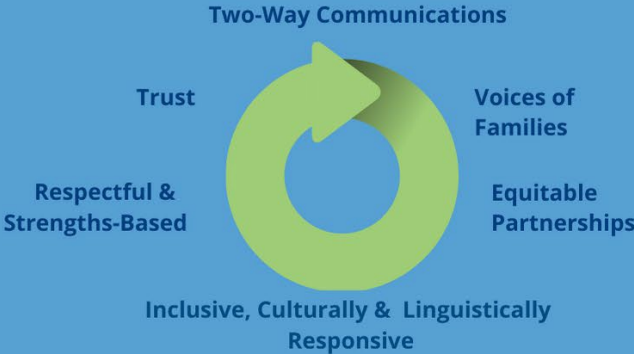 Two-Way Communications
Trust
Voices of
Families
Respectful &
Strengths-Based
Equitable
Partnerships
Inclusive, Culturally & Linguistically
Responsive